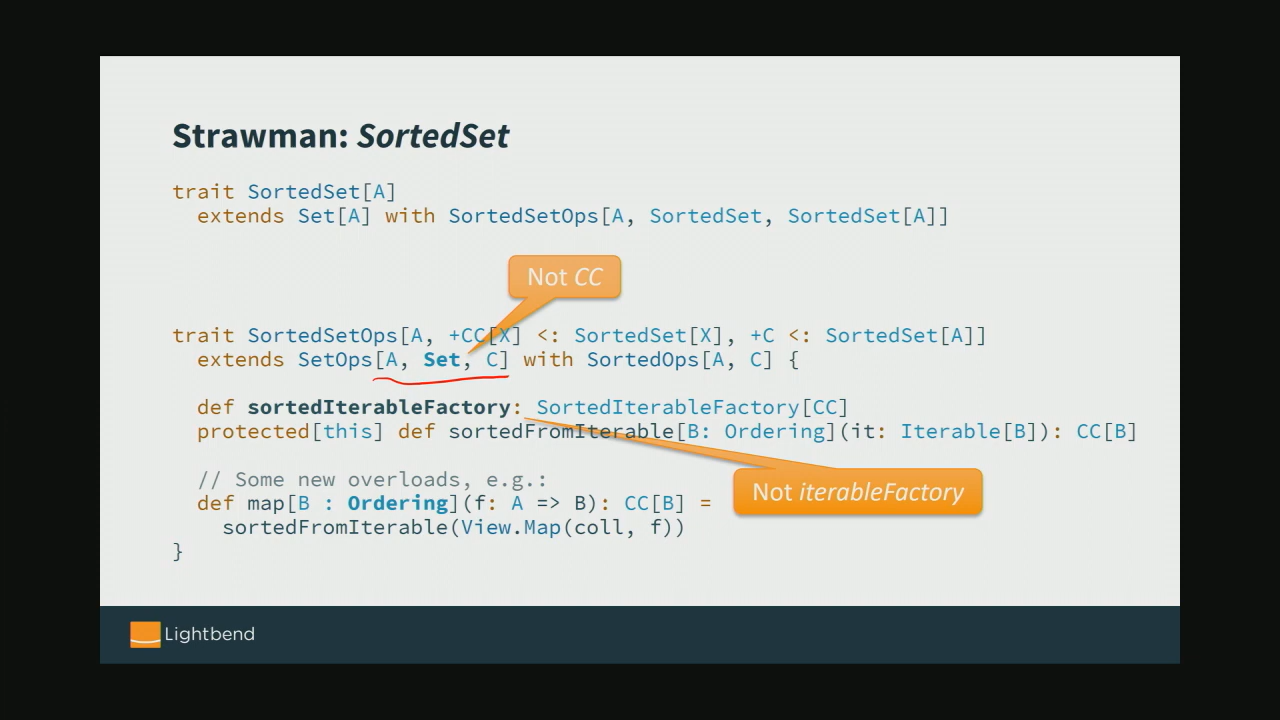 Strawman: SortedSet
trait SortedSet[A]
extends Set[A] with SortedSetOps[A, SortedSet, SortedSet[A]]
Not CC
trait SortedSetOps[A, +CC[X] <: SortedSet[X], +C <: SortedSet[A]]
extends SetOps[A, Set, C] with SortedOps[A, C] {
def sortedIterableFactory: SortedIterableFactory[CC]
protected[this] def sortedFromIterable[B: Ordering](it: Iterable[B]): CC[B]
// Some new overloads, e.g.:
Not iterableFactory
def map[B : Ordering](f: A => B): CC[B] =
sortedFromIterable(View.Map(coll, f))
}
Lightbend